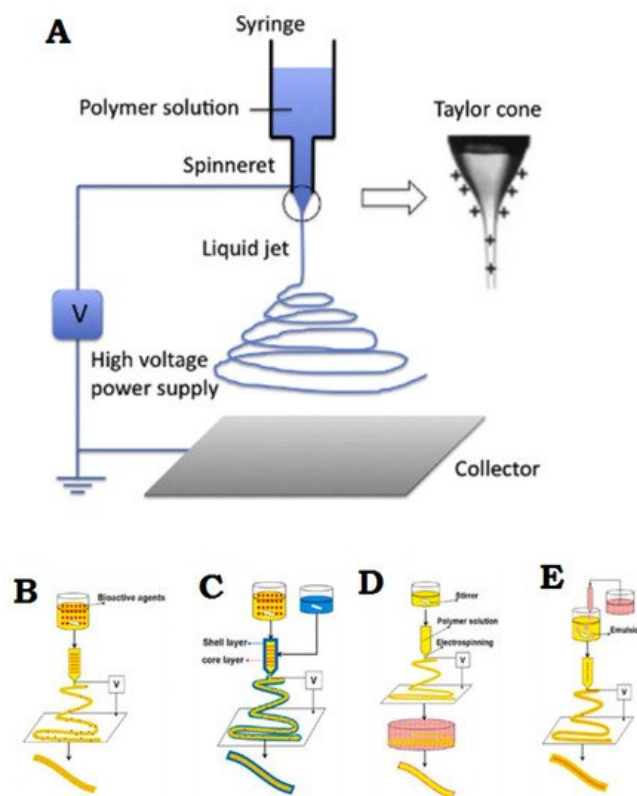 A
Syringe
Polymer solution
Spinneret
Taylor cone
Liquid jet
V
High voltage
power supply
Collector
B
Bioactive agents
V
C
Shell layer
core layer
V
D
Stirrer
Polymer solution
Electrospinning
V
E
Emulsic
V